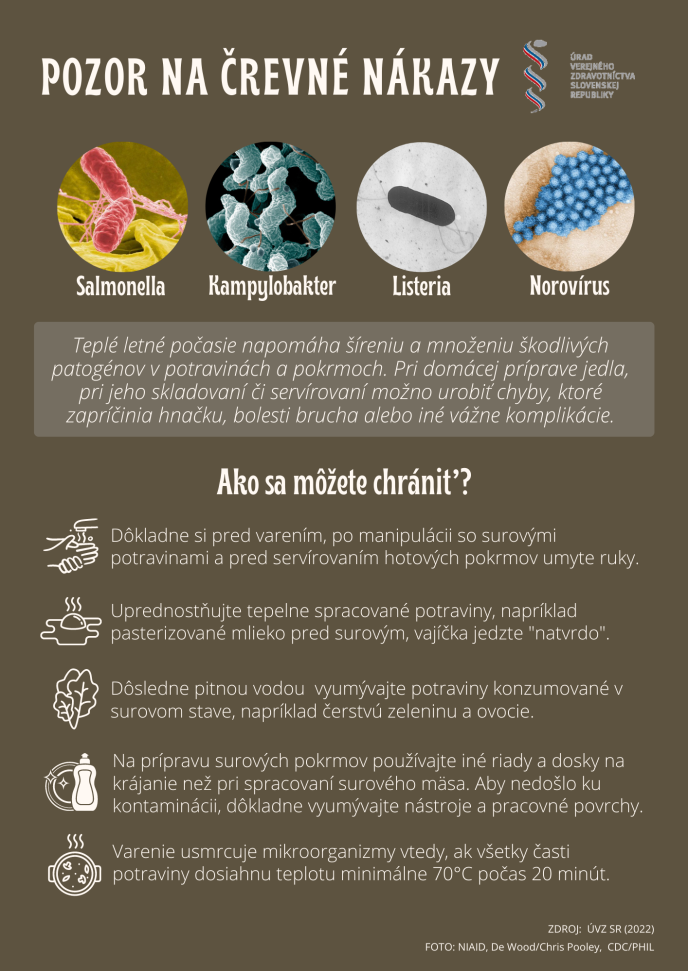 POZOR NA ČREVNÉ NÁKAZY
ÚRAD
VEREJNÉHO
ZDRAVOTNÍCTVA
SLOVENSKEJ
REPUBLIKY
Salmonella
Kampylobakter
Listeria
Norovírus
Teplé letné počasie napomáha šíreniu a množeniu škodlivých
patogénov v potravinách a pokrmoch. Pri domácej príprave jedla,
pri jeho skladovaní či servírovaní možno urobiť chyby, ktoré
zapríčinia hnačku, bolesti brucha alebo iné vážne komplikácie.
Ako sa môžete chrániť?
Dôkladne si pred varením, po manipulácii so surovými
potravinami a pred servírovaním hotových pokrmov umyte ruky.
Uprednostňujte tepelne spracované potraviny, napríklad
pasterizované mlieko pred surovým, vajíčka jedzte "natvrdo".
Dôsledne pitnou vodou  vyumývajte potraviny konzumované v
surovom stave, napríklad čerstvú zeleninu a ovocie.
Na prípravu surových pokrmov používajte iné riady a dosky na
krájanie než pri spracovaní surového mäsa. Aby nedošlo ku
kontaminácii, dôkladne vyumývajte nástroje a pracovné povrchy.
Varenie usmrcuje mikroorganizmy vtedy, ak všetky časti
potraviny dosiahnu teplotu minimálne 70°C počas 20 minút.
ZDROJ:  ÚVZ SR (2022)
FOTO: NIAID, De Wood/Chris Pooley,  CDC/PHIL